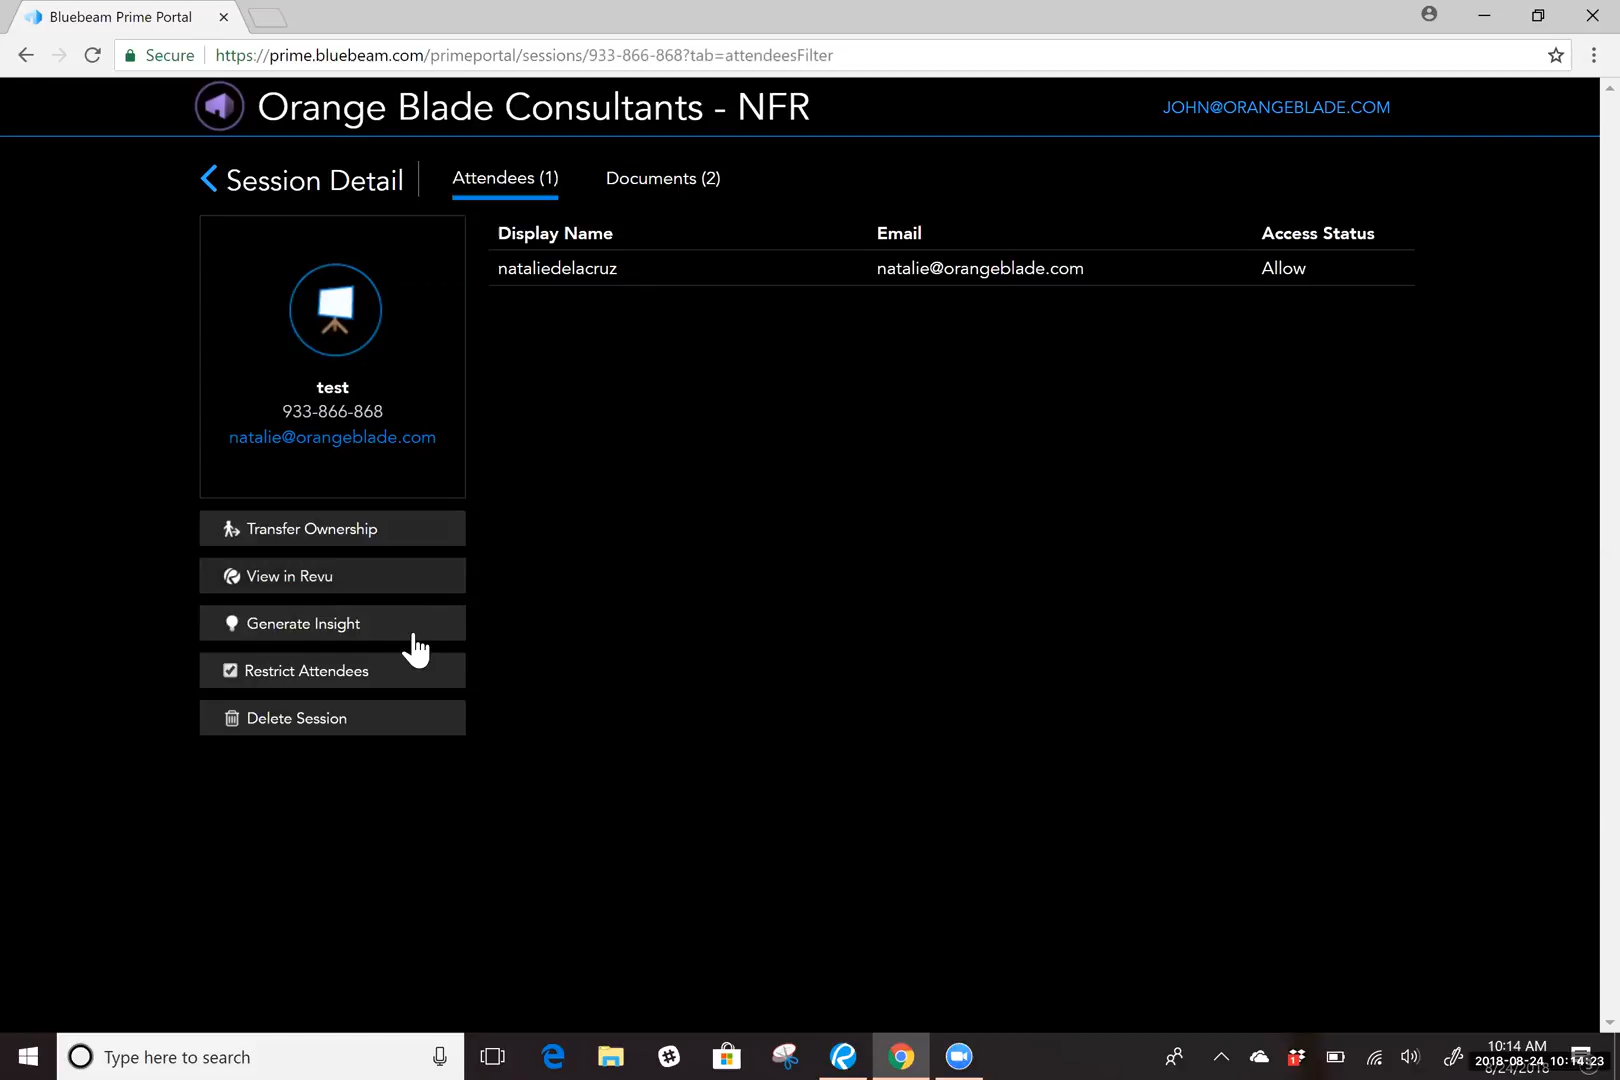 Bluebeam Prime Portal
Secure
https://prime.bluebeam.com/primeportal/sessions/933-866-868?tab=attendeesFilter
Orange Blade Consultants - NFR
JOHN@ORANGEBLADE.COM
Session Detail
Attendees (1)
Documents (2)
Display Name Email Access Status
nataliedelacruz natalie@orangeblade.com Allow
test
933-866-868
natalie@orangeblade.com
Transfer Ownership
View in Revu
Generate Insight
Restrict Attendees
Delete Session
Type here to search
10:14 AM
2018-08-24 10:14:23
8/24/2018